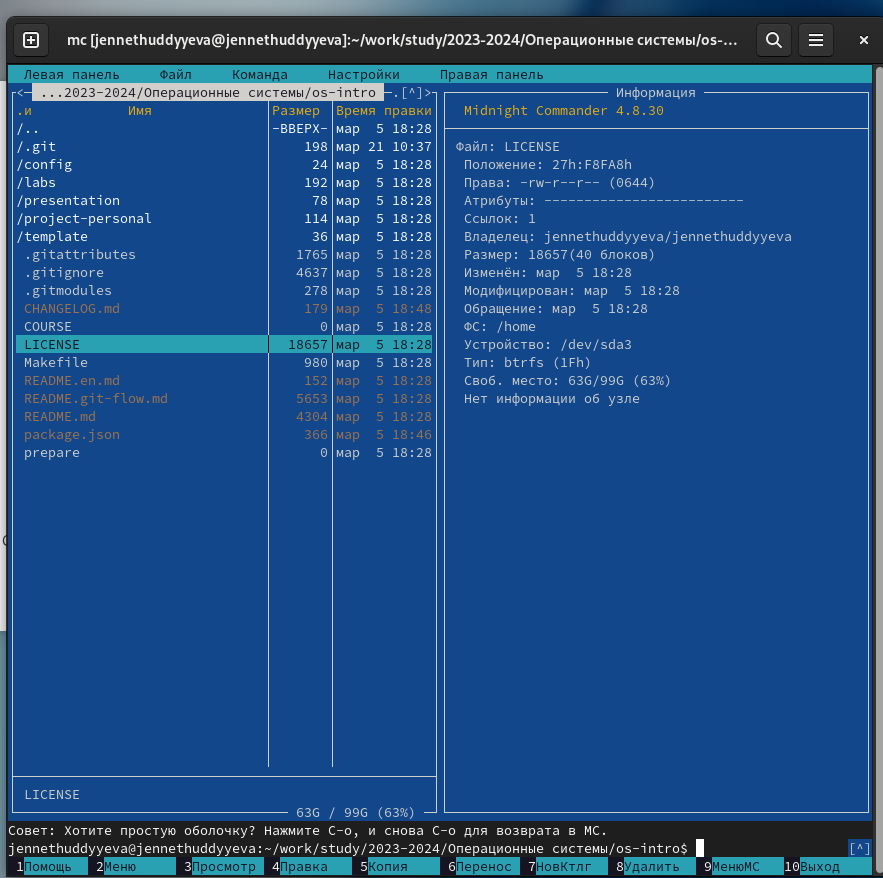 mc [jennethuddyyeva@jennethuddyyeva]:~/work/study/2023-2024/Операционные системы/os-…
Левая панель Файл Команда Настройки Правая панель
<─ ...2023-2024/Операционные системы/os-intro ─.[^]>
.и Имя Размер Время правки
/.. -ВВЕРХ- мар 5 18:28
/.git 198 мар 21 10:37
/config 24 мар 5 18:28
/labs 192 мар 5 18:28
/presentation 78 мар 5 18:28
/project-personal 114 мар 5 18:28
/template 36 мар 5 18:28
.gitattributes 1765 мар 5 18:28
.gitignore 4637 мар 5 18:28
.gitmodules 278 мар 5 18:28
CHANGELOG.md 179 мар 5 18:48
COURSE 0 мар 5 18:28
LICENSE 18657 мар 5 18:28
Makefile 980 мар 5 18:28
README.en.md 152 мар 5 18:28
README.git-flow.md 5653 мар 5 18:28
README.md 4304 мар 5 18:28
package.json 366 мар 5 18:46
prepare 0 мар 5 18:28
LICENSE
63G / 99G (63%)
Информация
Midnight Commander 4.8.30
Файл: LICENSE
Положение: 27h:F8FA8h
Права: -rw-r--r-- (0644)
Атрибуты: -------------------------
Ссылок: 1
Владелец: jennethuddyyeva/jennethuddyyeva
Размер: 18657(40 блоков)
Изменён: мар 5 18:28
Модифицирован: мар 5 18:28
Обращение: мар 5 18:28
ФС: /home
Устройство: /dev/sda3
Тип: btrfs (1Fh)
Своб. место: 63G/99G (63%)
Нет информации об узле
Совет: Хотите простую оболочку? Нажмите C-o, и снова C-o для возврата в MC.
jennethuddyyeva@jennethuddyyeva:~/work/study/2023-2024/Операционные системы/os-intro$ [^]
1Помощь 2Меню 3Просмотр 4Правка 5Копия 6Перенос 7НовКтлг 8Удалить 9МенюМС 10Выход